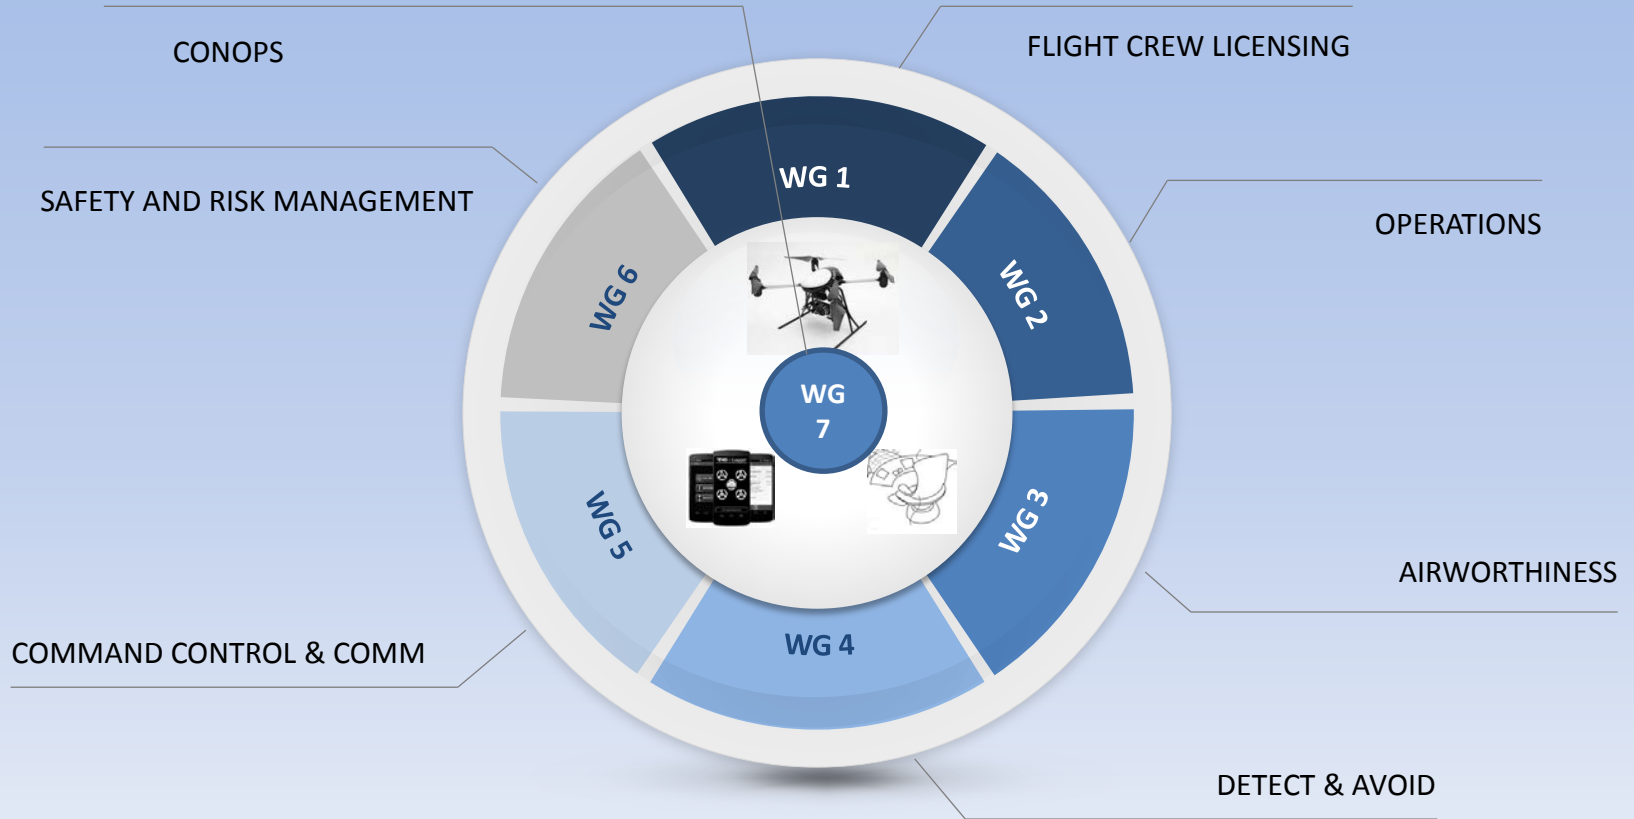 CONOPS
FLIGHT CREW LICENSING
SAFETY AND RISK MANAGEMENT
OPERATIONS
WG 1
WG 2
WG 6
WG
7
WG 3
WG 5
AIRWORTHINESS
WG 4
COMMAND CONTROL & COMM
DETECT & AVOID